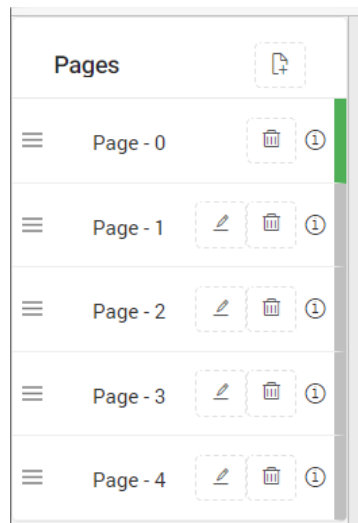 Pages
Page - 0
Page - 1
Page - 2
Page - 3
Page - 4